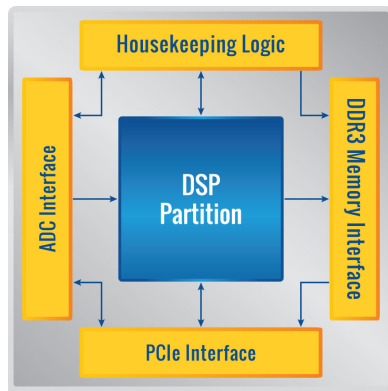 Housekeeping Logic
ADC Interface
DSP
Partition
DDR3 Memory Interface
PCIe Interface